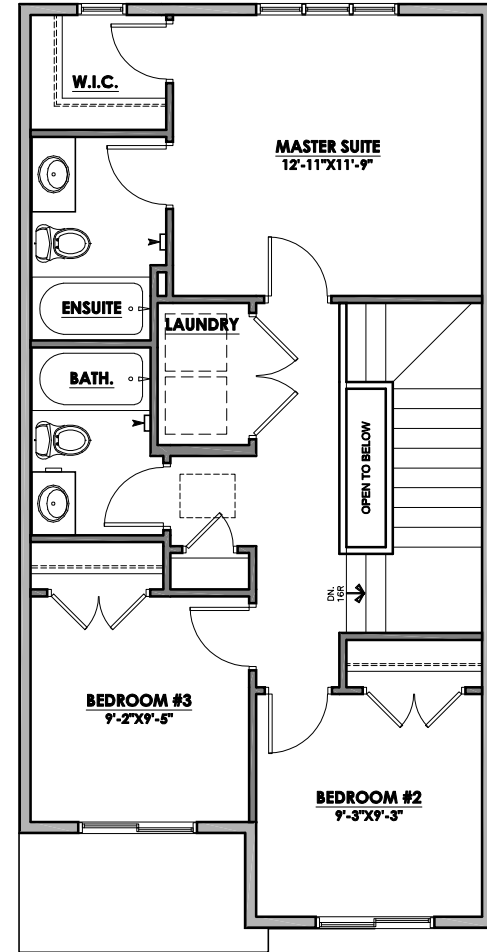 W.I.C.
MASTER SUITE
12'-11"X11'-9"
ENSUITE
LAUNDRY
BATH.
OPEN TO BELOW
DN.
16R
BEDROOM #3
9'-2"X9'-5"
BEDROOM #2
9'-3"X9'-3"